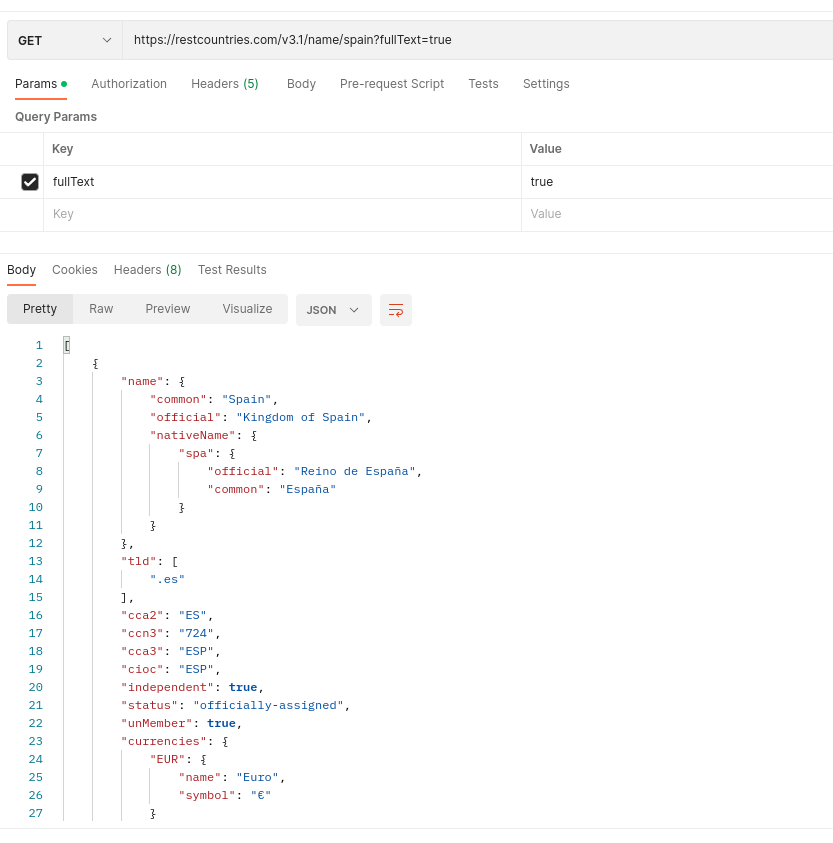 GET https://restcountries.com/v3.1/name/spain?fullText=true
Params Authorization Headers (5) Body Pre-request Script Tests Settings
Query Params
Key Value
fullText true
Key Value
Body Cookies Headers (8) Test Results
Pretty Raw Preview Visualize JSON
1 [
2 {
3 "name": {
4 "common": "Spain",
5 "official": "Kingdom of Spain",
6 "nativeName": {
7 "spa": {
8 "official": "Reino de España",
9 "common": "España"
10 }
11 }
12 },
13 "tld": [
14 ".es"
15 ],
16 "cca2": "ES",
17 "ccn3": "724",
18 "cca3": "ESP",
19 "cioc": "ESP",
20 "independent": true,
21 "status": "officially-assigned",
22 "unMember": true,
23 "currencies": {
24 "EUR": {
25 "name": "Euro",
26 "symbol": "€"
27 }